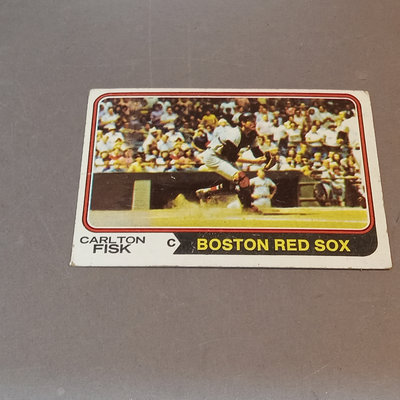 CARLTON
FISK
C
BOSTON RED SOX